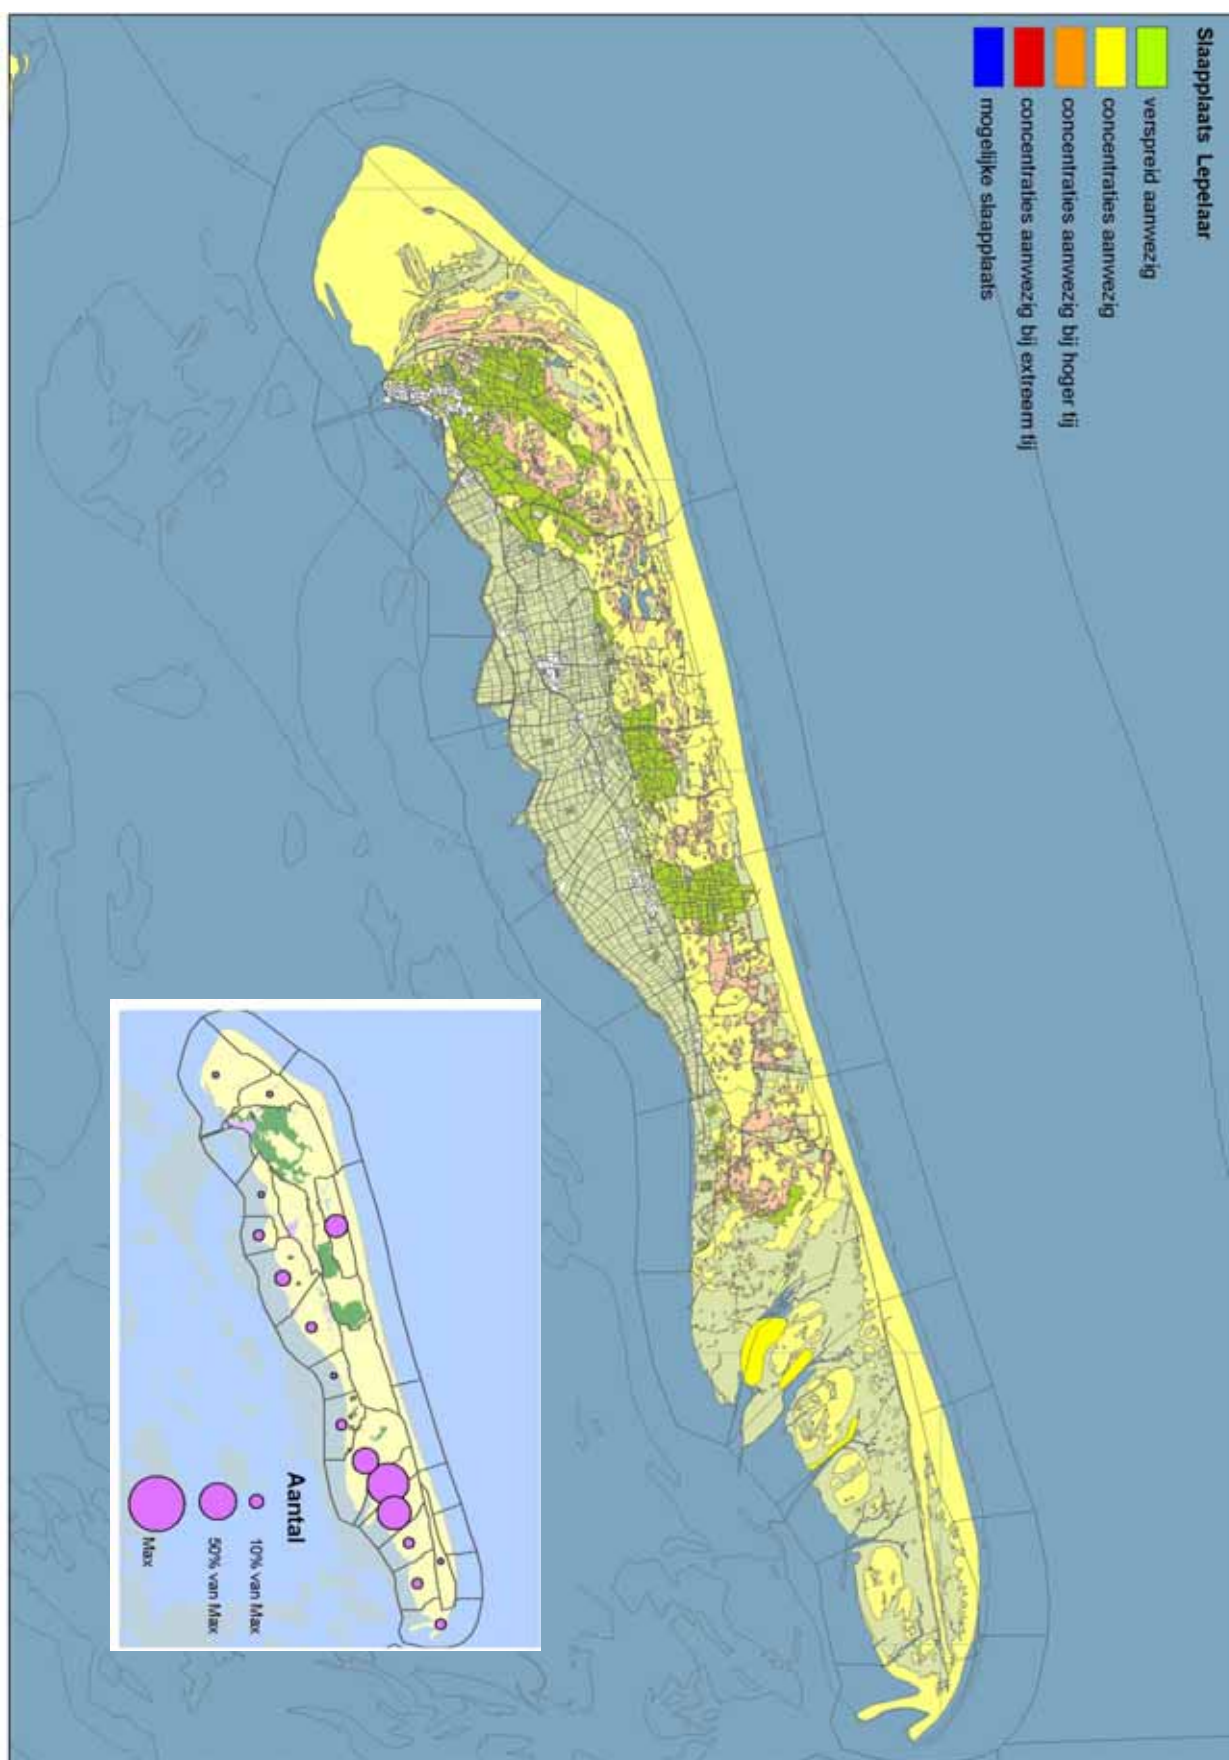 Slaapplaats Lepelaar
verspreid aanwezig
concentraties aanwezig
concentraties aanwezig bij hoger tij
concentraties aanwezig bij extreem tij
mogelijke slaapplaats
Aantal
10% van Max
50% van Max
Max